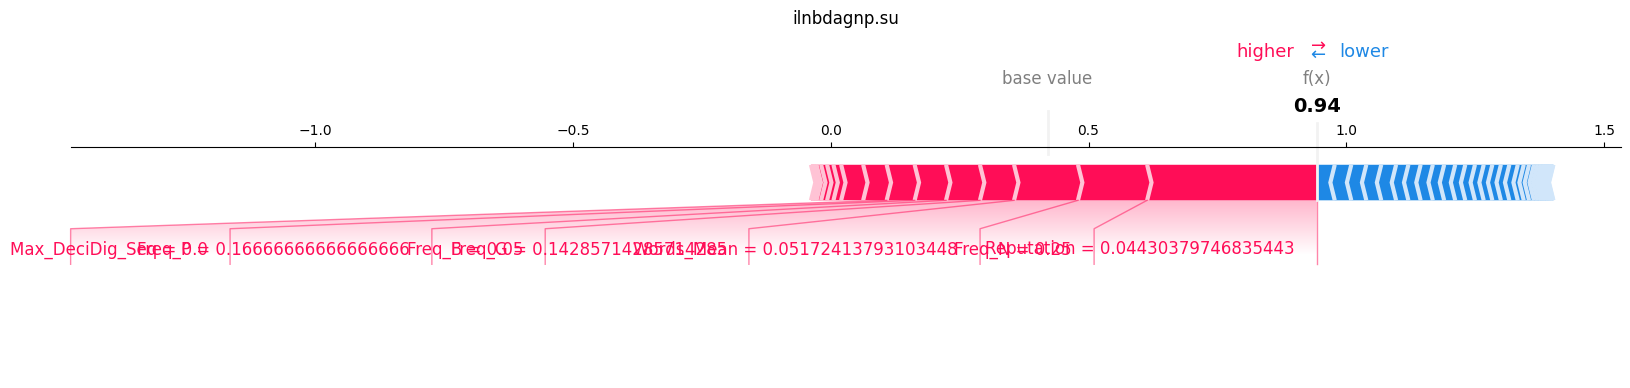 ilnbdagnp.su
higher ⇄ lower
base value f(x)
0.94
−1.0 −0.5 0.0 0.5 1.0 1.5
Max_DeciDig_Seq = 0.0 Freq_P = 0.16666666666666666 Freq_B = 0.5 Freq_G = 0.14285714285714285 Words_Mean = 0.05172413793103448 Freq_N = 0.25 Reputation = 0.04430379746835443